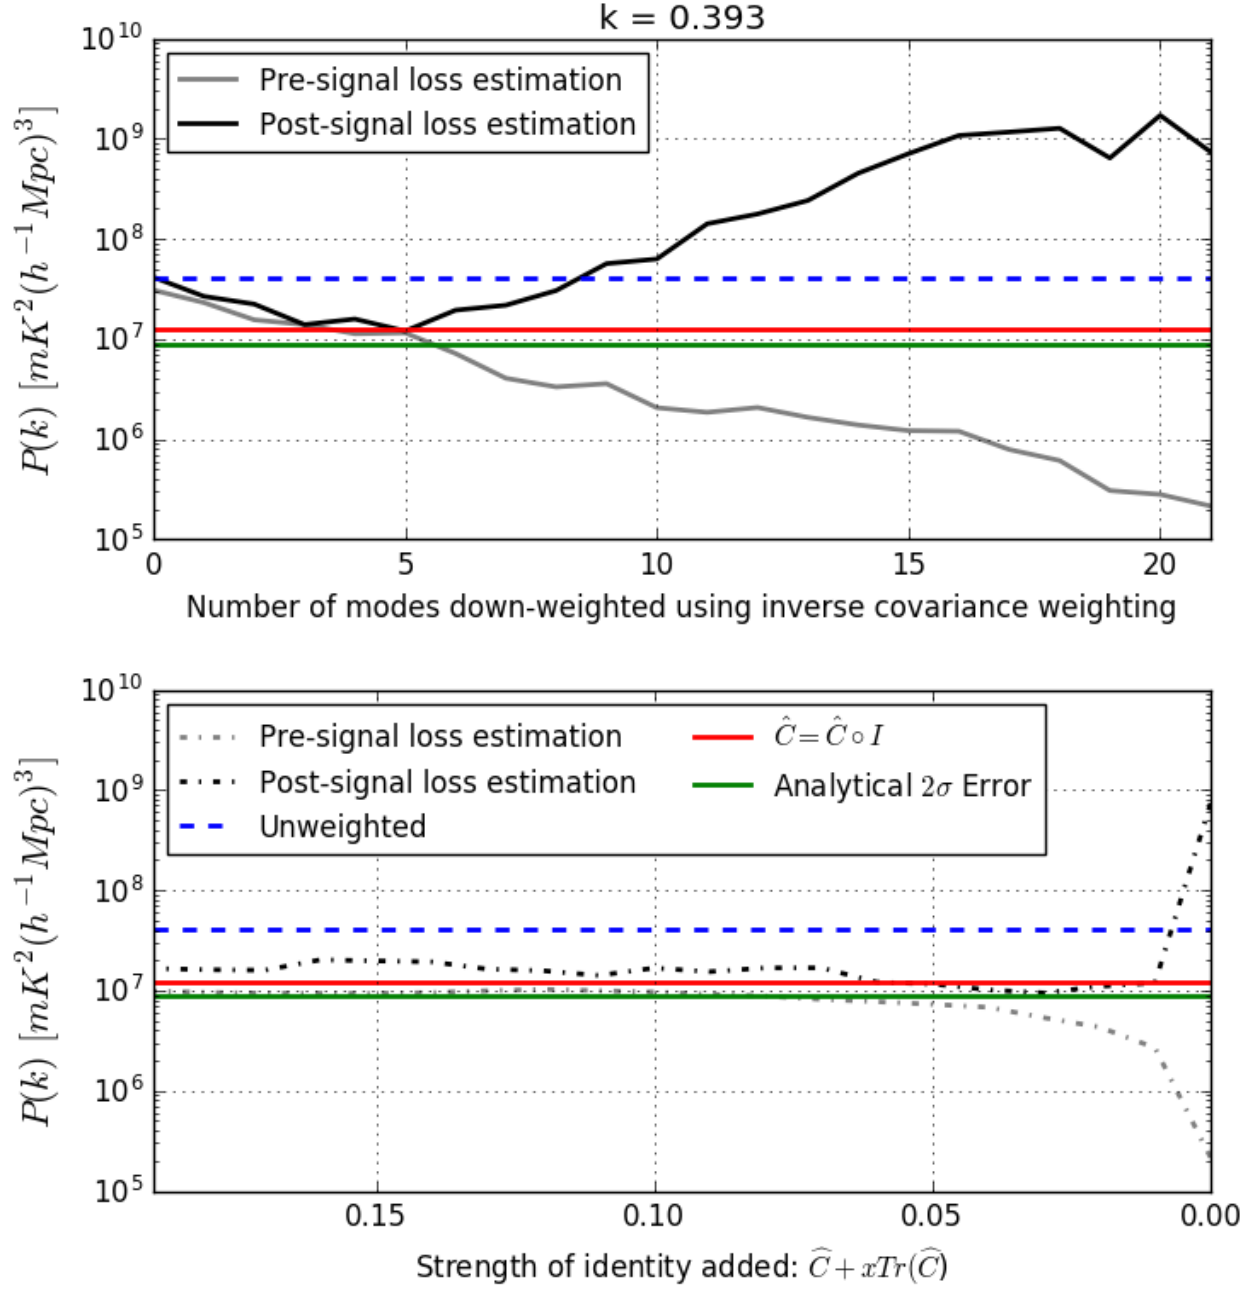 k = 0.393
10^10
10^9
10^8
10^7
10^6
10^5
P(k) [mK^2(h^-1 Mpc)^3]
Pre-signal loss estimation
Post-signal loss estimation
0 5 10 15 20
Number of modes down-weighted using inverse covariance weighting
10^10
10^9
10^8
10^7
10^6
10^5
P(k) [mK^2(h^-1 Mpc)^3]
Pre-signal loss estimation
Post-signal loss estimation
Unweighted
Ĉ = Ĉ ∘ I
Analytical 2σ Error
0.15 0.10 0.05 0.00
Strength of identity added: Ĉ + xTr(Ĉ)